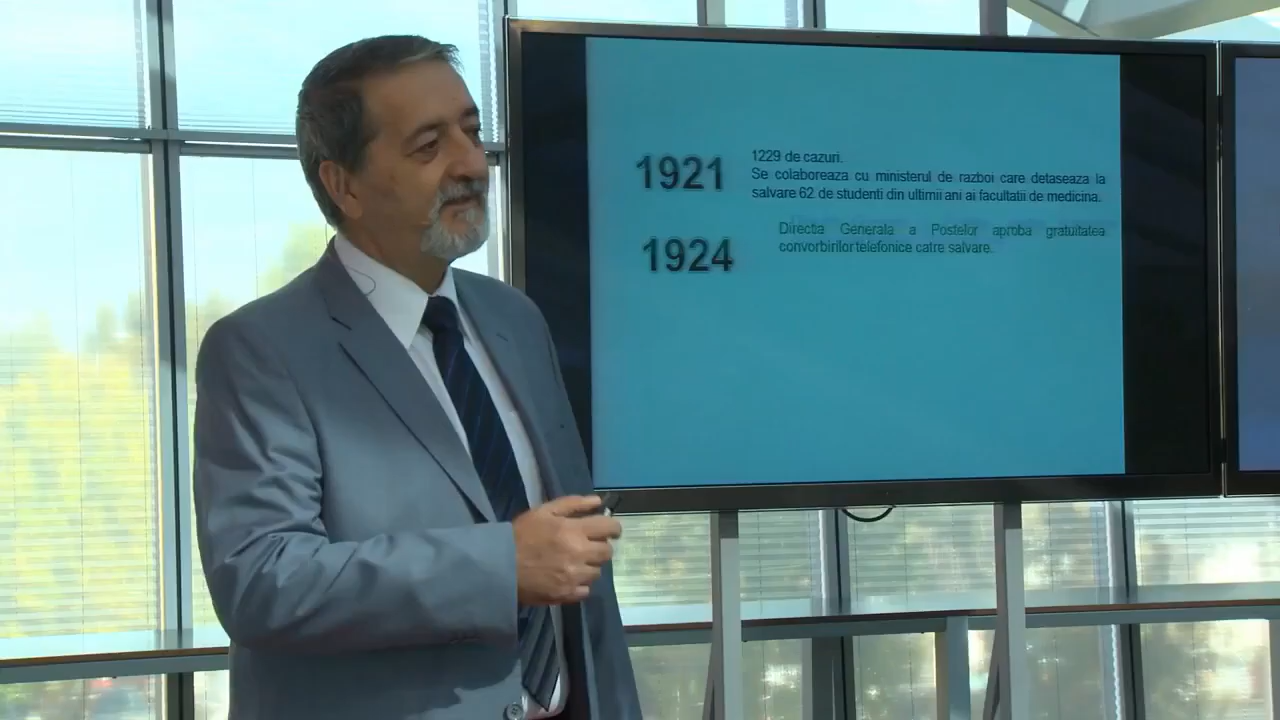 1921
1229 de cazuri.
Se colaboreaza cu ministerul de razboi care detaseaza la
salvare 62 de studenti din ultimii ani ai facultatii de medicina.
1924
Directia Generala a Postelor aproba gratuitatea
convorbirilor telefonice catre salvare.